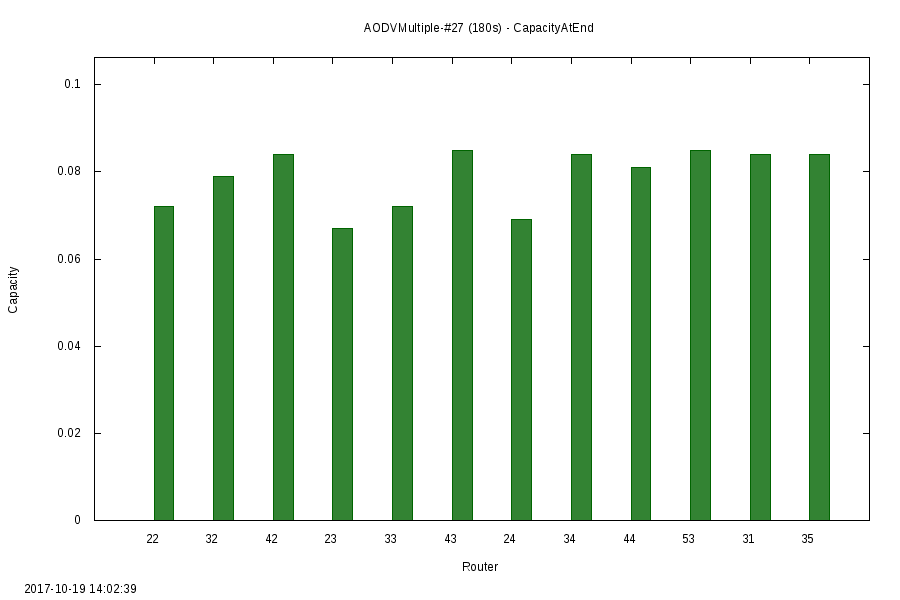 AODVMultiple-#27 (180s) - CapacityAtEnd
0.1
0.08
0.06
0.04
0.02
0
Capacity
22 32 42 23 33 43 24 34 44 53 31 35
Router
2017-10-19 14:02:39